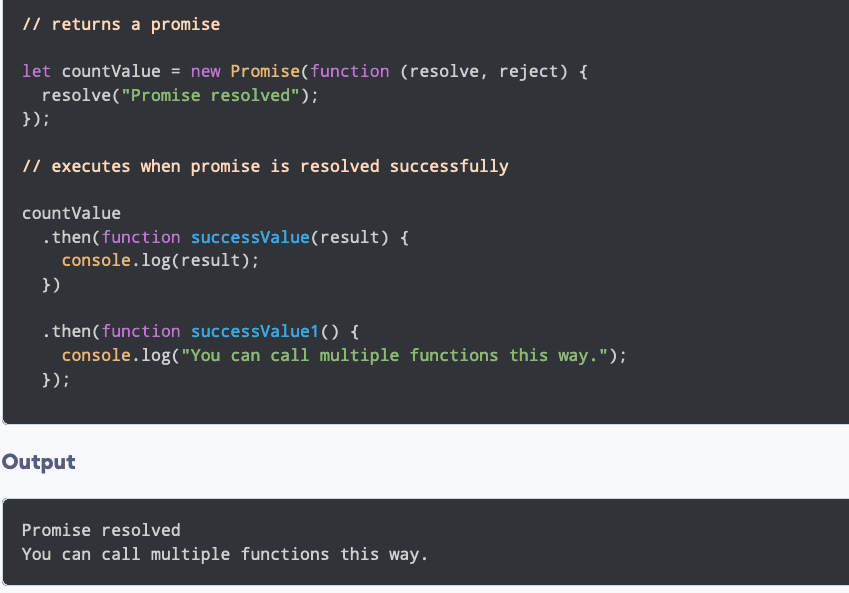 // returns a promise
let countValue = new Promise(function (resolve, reject) {
  resolve("Promise resolved");
});
// executes when promise is resolved successfully
countValue
  .then(function successValue(result) {
    console.log(result);
  })
  .then(function successValue1() {
    console.log("You can call multiple functions this way.");
  });
Output
Promise resolved
You can call multiple functions this way.